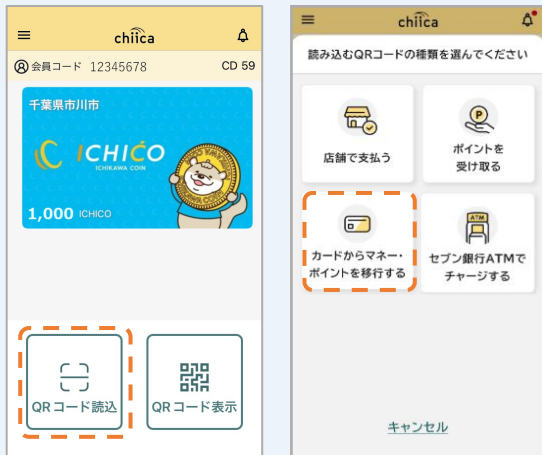 chiica
会員コード 12345678
CD 59
千葉県市川市
ICHICO
ICHIKAWA COIN
1,000 ICHICO
QRコード読込
QRコード表示
chiica
読み込むQRコードの種類を選んでください
店舗で支払う
P
ポイントを
受け取る
カードからマネー・
ポイントを移行する
ATM
セブン銀行ATMで
チャージする
キャンセル